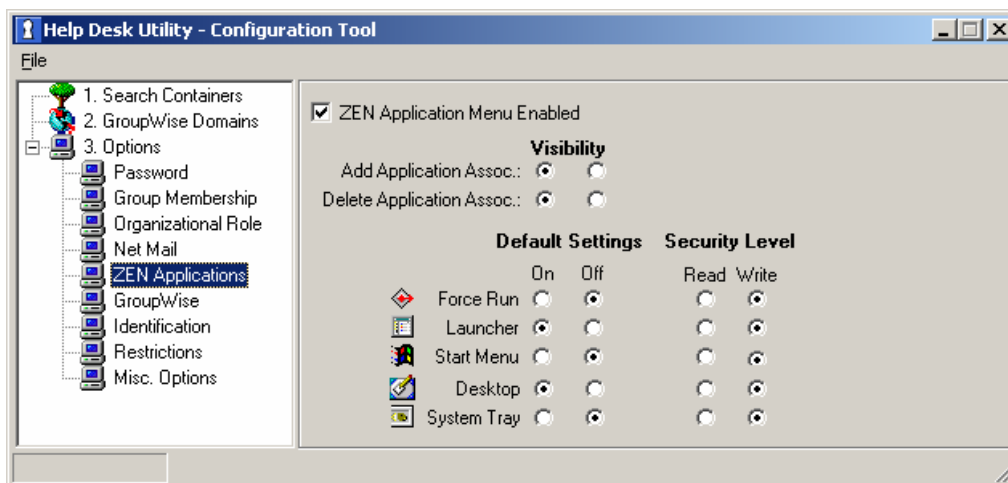 Help Desk Utility - Configuration Tool
File
1. Search Containers
2. GroupWise Domains
3. Options
Password
Group Membership
Organizational Role
Net Mail
ZEN Applications
GroupWise
Identification
Restrictions
Misc. Options
ZEN Application Menu Enabled
Visibility
Add Application Assoc.:
Delete Application Assoc.:
Default Settings Security Level
On Off Read Write
Force Run
Launcher
Start Menu
Desktop
System Tray